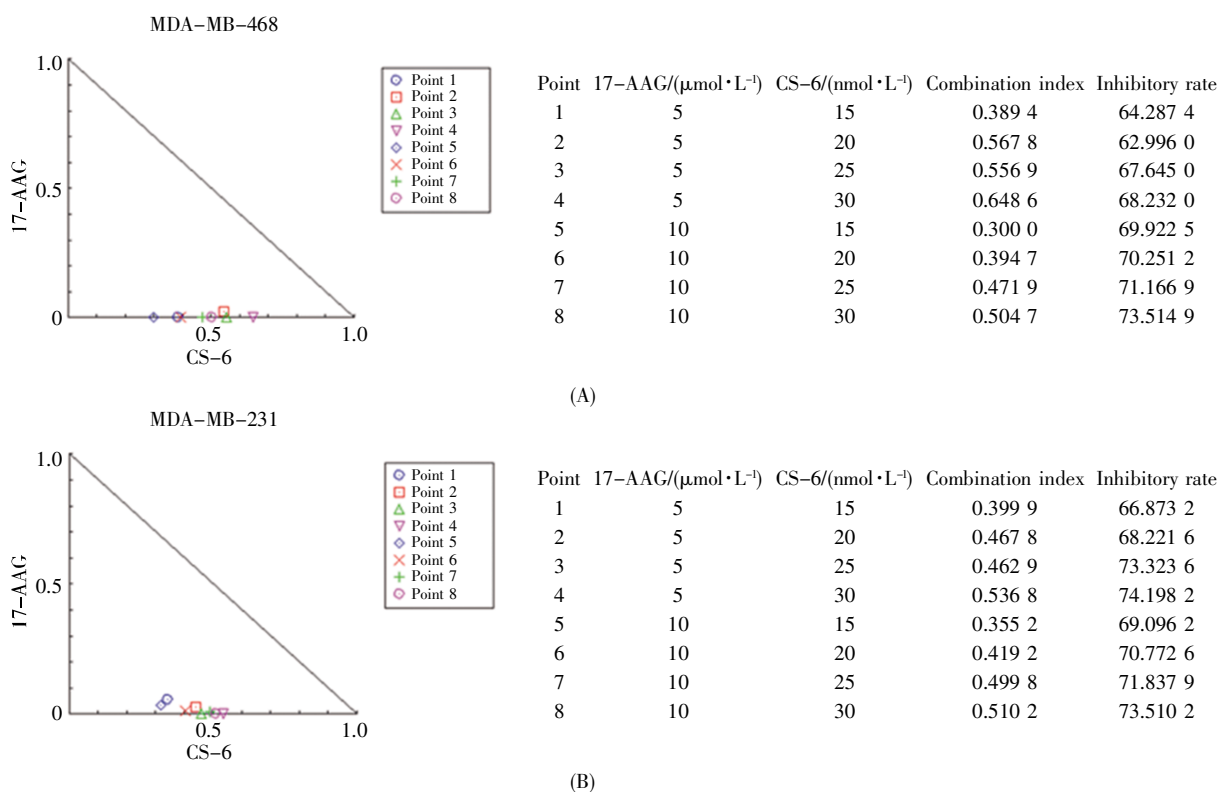 MDA-MB-468
1.0
0.5
0
17-AAG
0.5
1.0
CS-6
Point 1
Point 2
Point 3
Point 4
Point 5
Point 6
Point 7
Point 8
Point 17-AAG/(μmol·L⁻¹) CS-6/(nmol·L⁻¹) Combination index Inhibitory rate
1 5 15 0.389 4 64.287 4
2 5 20 0.567 8 62.996 0
3 5 25 0.556 9 67.645 0
4 5 30 0.648 6 68.232 0
5 10 15 0.300 0 69.922 5
6 10 20 0.394 7 70.251 2
7 10 25 0.471 9 71.166 9
8 10 30 0.504 7 73.514 9
(A)
MDA-MB-231
1.0
0.5
0
17-AAG
0.5
1.0
CS-6
Point 1
Point 2
Point 3
Point 4
Point 5
Point 6
Point 7
Point 8
Point 17-AAG/(μmol·L⁻¹) CS-6/(nmol·L⁻¹) Combination index Inhibitory rate
1 5 15 0.399 9 66.873 2
2 5 20 0.467 8 68.221 6
3 5 25 0.462 9 73.323 6
4 5 30 0.536 8 74.198 2
5 10 15 0.355 2 69.096 2
6 10 20 0.419 2 70.772 6
7 10 25 0.499 8 71.837 9
8 10 30 0.510 2 73.510 2
(B)